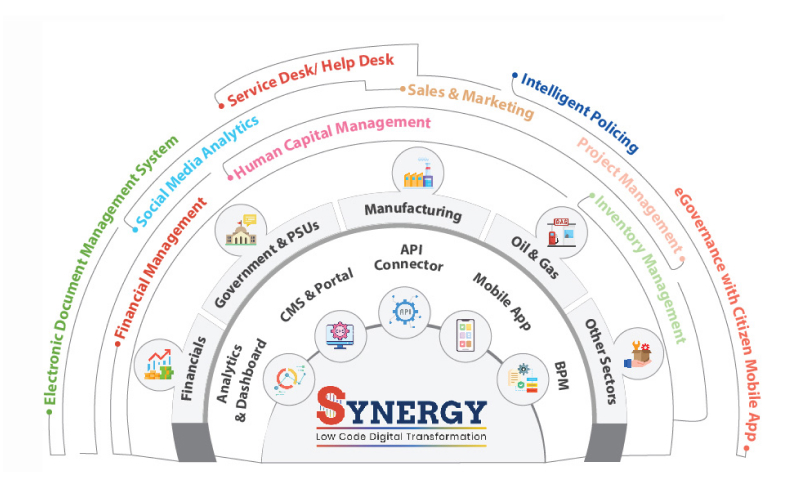 Service Desk/ Help Desk
Sales & Marketing
Intelligent Policing
Electronic Document Management System
Social Media Analytics
Human Capital Management
Project Management
eGovernance with Citizen Mobile App
Financial Management
Inventory Management
Financials
Government & PSUs
Manufacturing
Oil & Gas
GAS
Other Sectors
Analytics
& Dashboard
CMS & Portal
API
Connector
Mobile App
BPM
API
SYNERGY
Low Code Digital Transformation